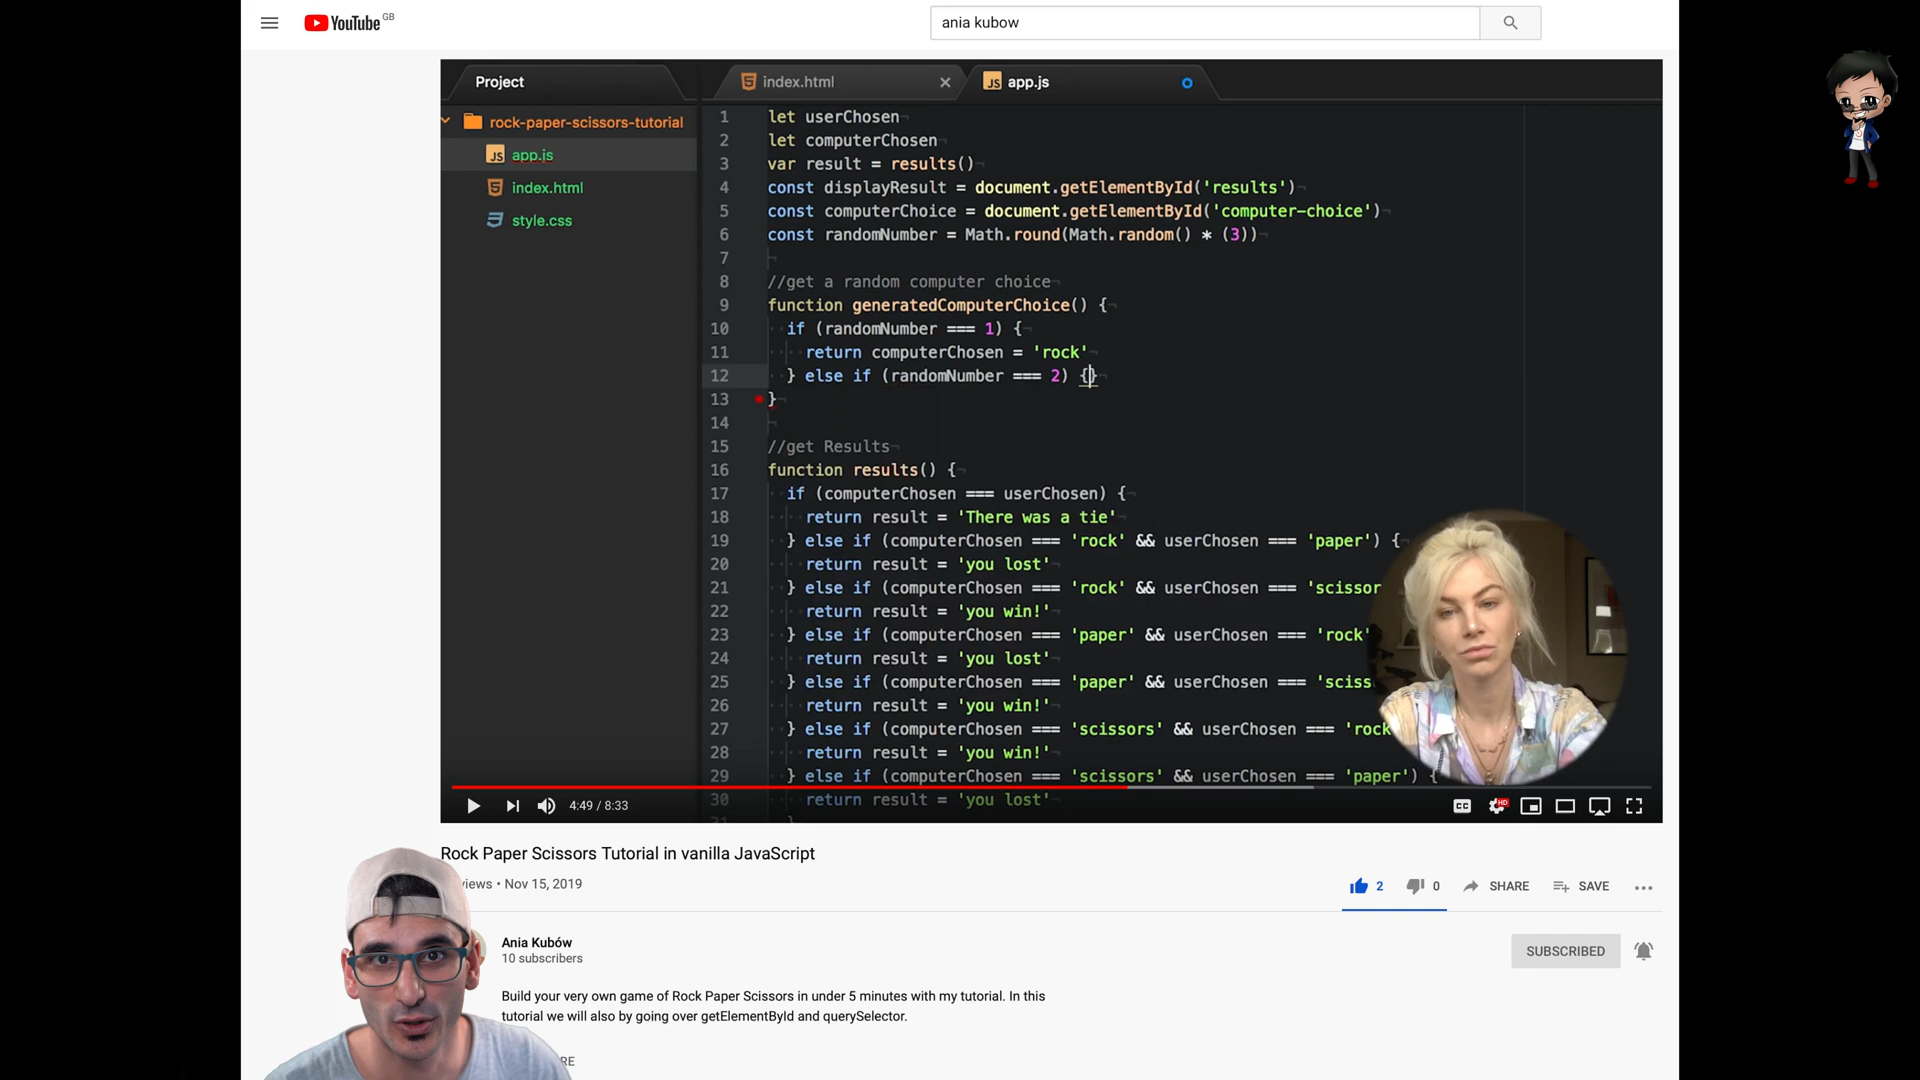 YouTube GB
ania kubow
Project
index.html
app.js
rock-paper-scissors-tutorial
app.js
index.html
style.css
1 let userChosen
2 let computerChosen
3 var result = results()
4 const displayResult = document.getElementById('results')
5 const computerChoice = document.getElementById('computer-choice')
6 const randomNumber = Math.round(Math.random() * (3))
7
8 //get a random computer choice
9 function generatedComputerChoice() {
10 if (randomNumber === 1) {
11 return computerChosen = 'rock'
12 } else if (randomNumber === 2) {}
13 }
14
15 //get Results
16 function results() {
17 if (computerChosen === userChosen) {
18 return result = 'There was a tie'
19 } else if (computerChosen === 'rock' && userChosen === 'paper') {
20 return result = 'you lost'
21 } else if (computerChosen === 'rock' && userChosen === 'scissor
22 return result = 'you win!'
23 } else if (computerChosen === 'paper' && userChosen === 'rock'
24 return result = 'you lost'
25 } else if (computerChosen === 'paper' && userChosen === 'sciss
26 return result = 'you win!'
27 } else if (computerChosen === 'scissors' && userChosen === 'rock
28 return result = 'you win!'
29 } else if (computerChosen === 'scissors' && userChosen === 'paper') {
30 return result = 'you lost'
4:49 / 8:33
CC
HD
Rock Paper Scissors Tutorial in vanilla JavaScript
views • Nov 15, 2019
2
0
SHARE
SAVE
Ania Kubów
10 subscribers
SUBSCRIBED
Build your very own game of Rock Paper Scissors in under 5 minutes with my tutorial. In this
tutorial we will also by going over getElementById and querySelector.
RE